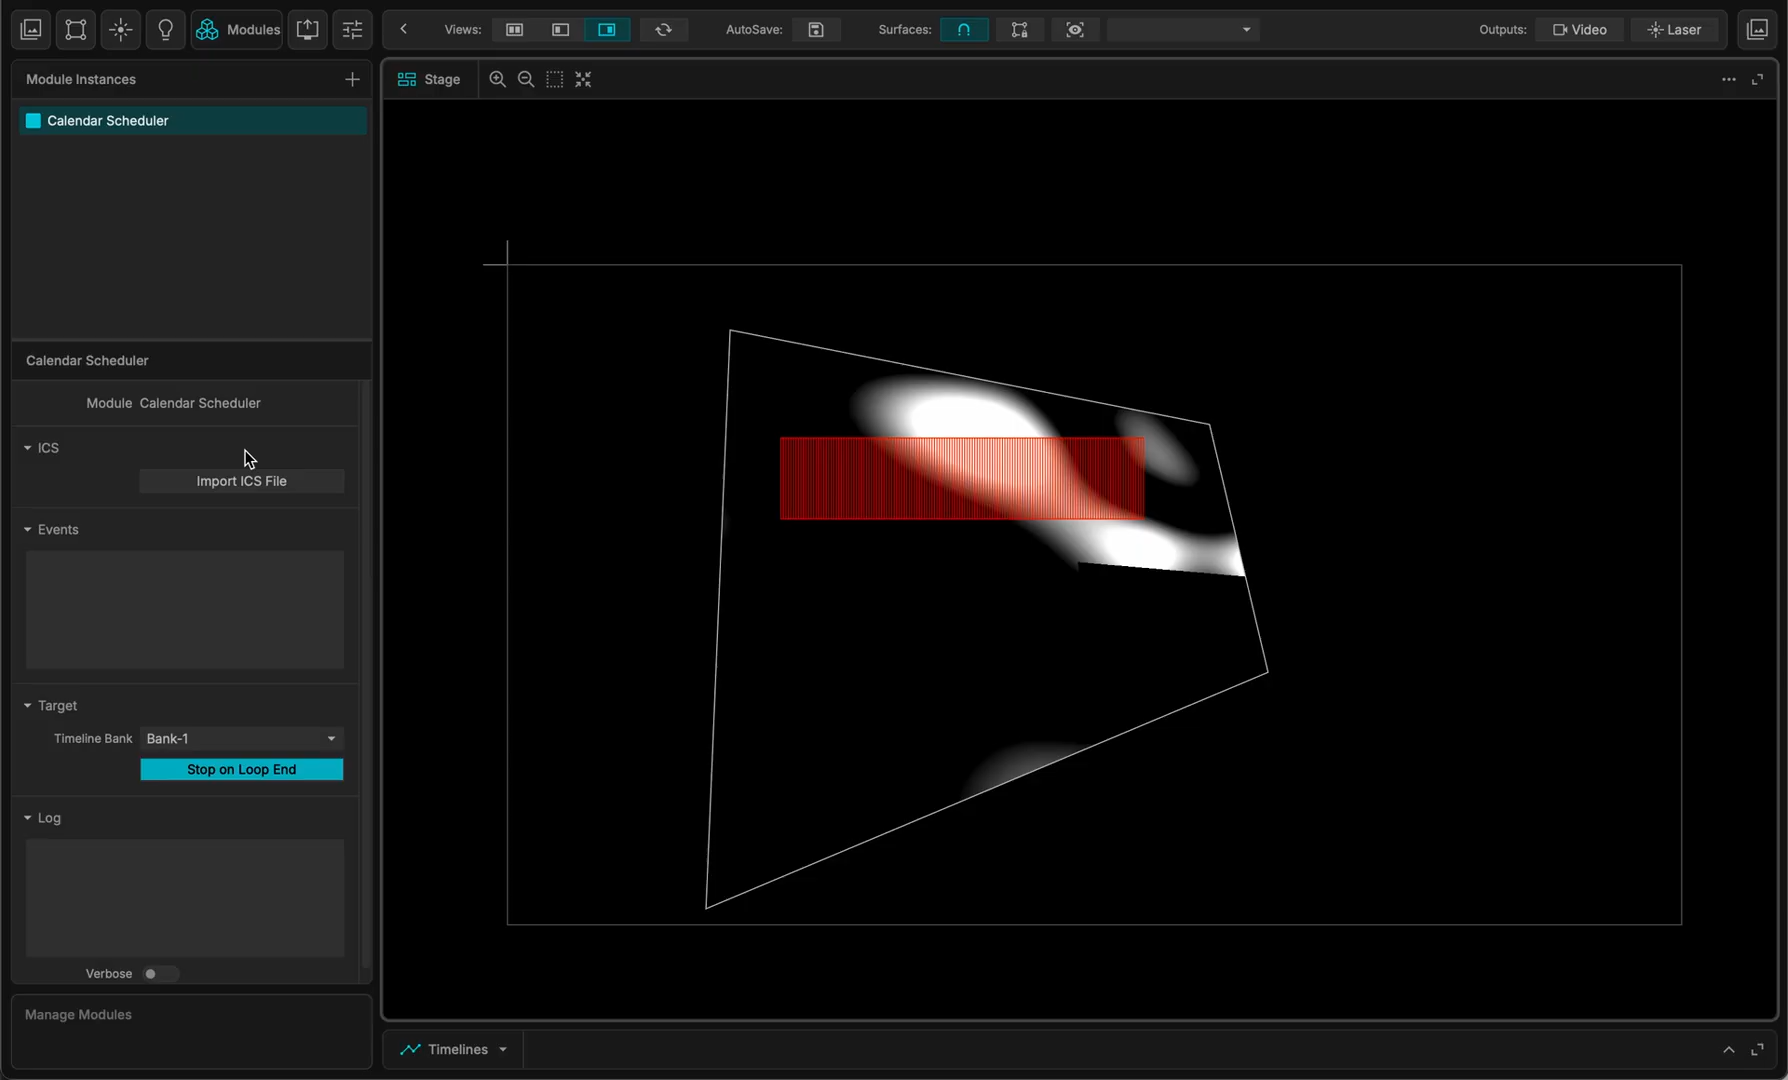 Modules
Views:
AutoSave:
Surfaces:
Outputs:
Video
Laser
Module Instances
Stage
Calendar Scheduler
Calendar Scheduler
Module Calendar Scheduler
ICS
Import ICS File
Events
Target
Timeline Bank Bank-1
Stop on Loop End
Log
Verbose
Manage Modules
Timelines